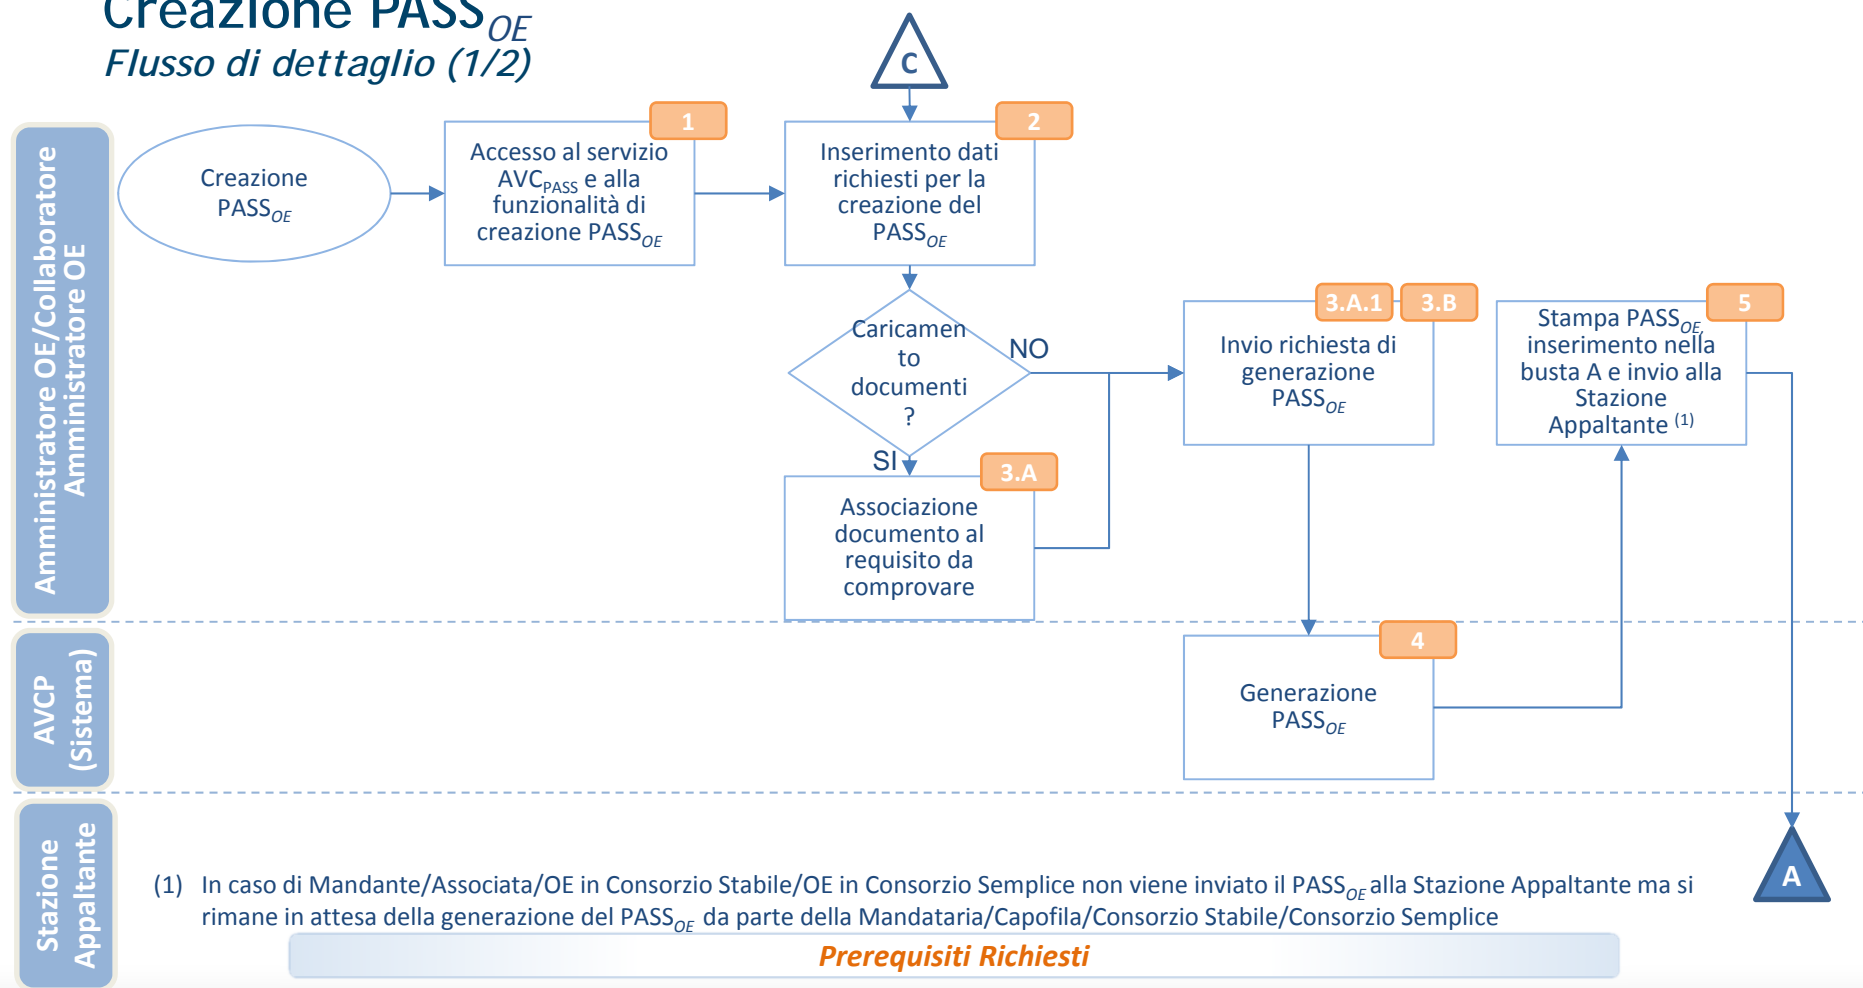 Creazione PASSOE
Flusso di dettaglio (1/2)
C
Amministratore OE/Collaboratore
Amministratore OE
Creazione
PASSOE
1
Accesso al servizio
AVCPASS e alla
funzionalità di
creazione PASSOE
2
Inserimento dati
richiesti per la
creazione del
PASSOE
Caricamen
to
documenti
?
NO
SI
3.A
Associazione
documento al
requisito da
comprovare
3.A.1
3.B
Invio richiesta di
generazione
PASSOE
5
Stampa PASSOE,
inserimento nella
busta A e invio alla
Stazione
Appaltante (1)
AVCP
(Sistema)
4
Generazione
PASSOE
Stazione
Appaltante
A
(1) In caso di Mandante/Associata/OE in Consorzio Stabile/OE in Consorzio Semplice non viene inviato il PASSOE alla Stazione Appaltante ma si
rimane in attesa della generazione del PASSOE da parte della Mandataria/Capofila/Consorzio Stabile/Consorzio Semplice
Prerequisiti Richiesti